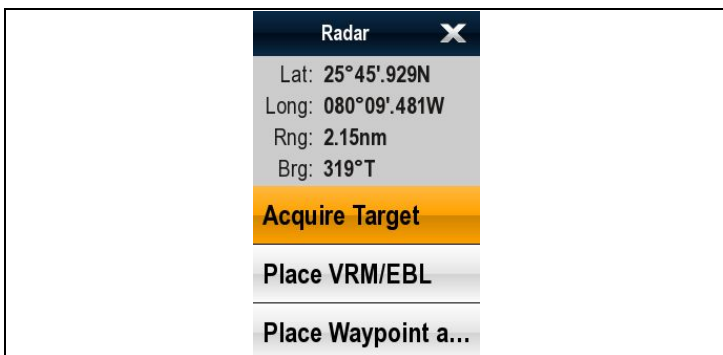 Radar X
Lat: 25°45'.929N
Long: 080°09'.481W
Rng: 2.15nm
Brg: 319°T
Acquire Target
Place VRM/EBL
Place Waypoint a...